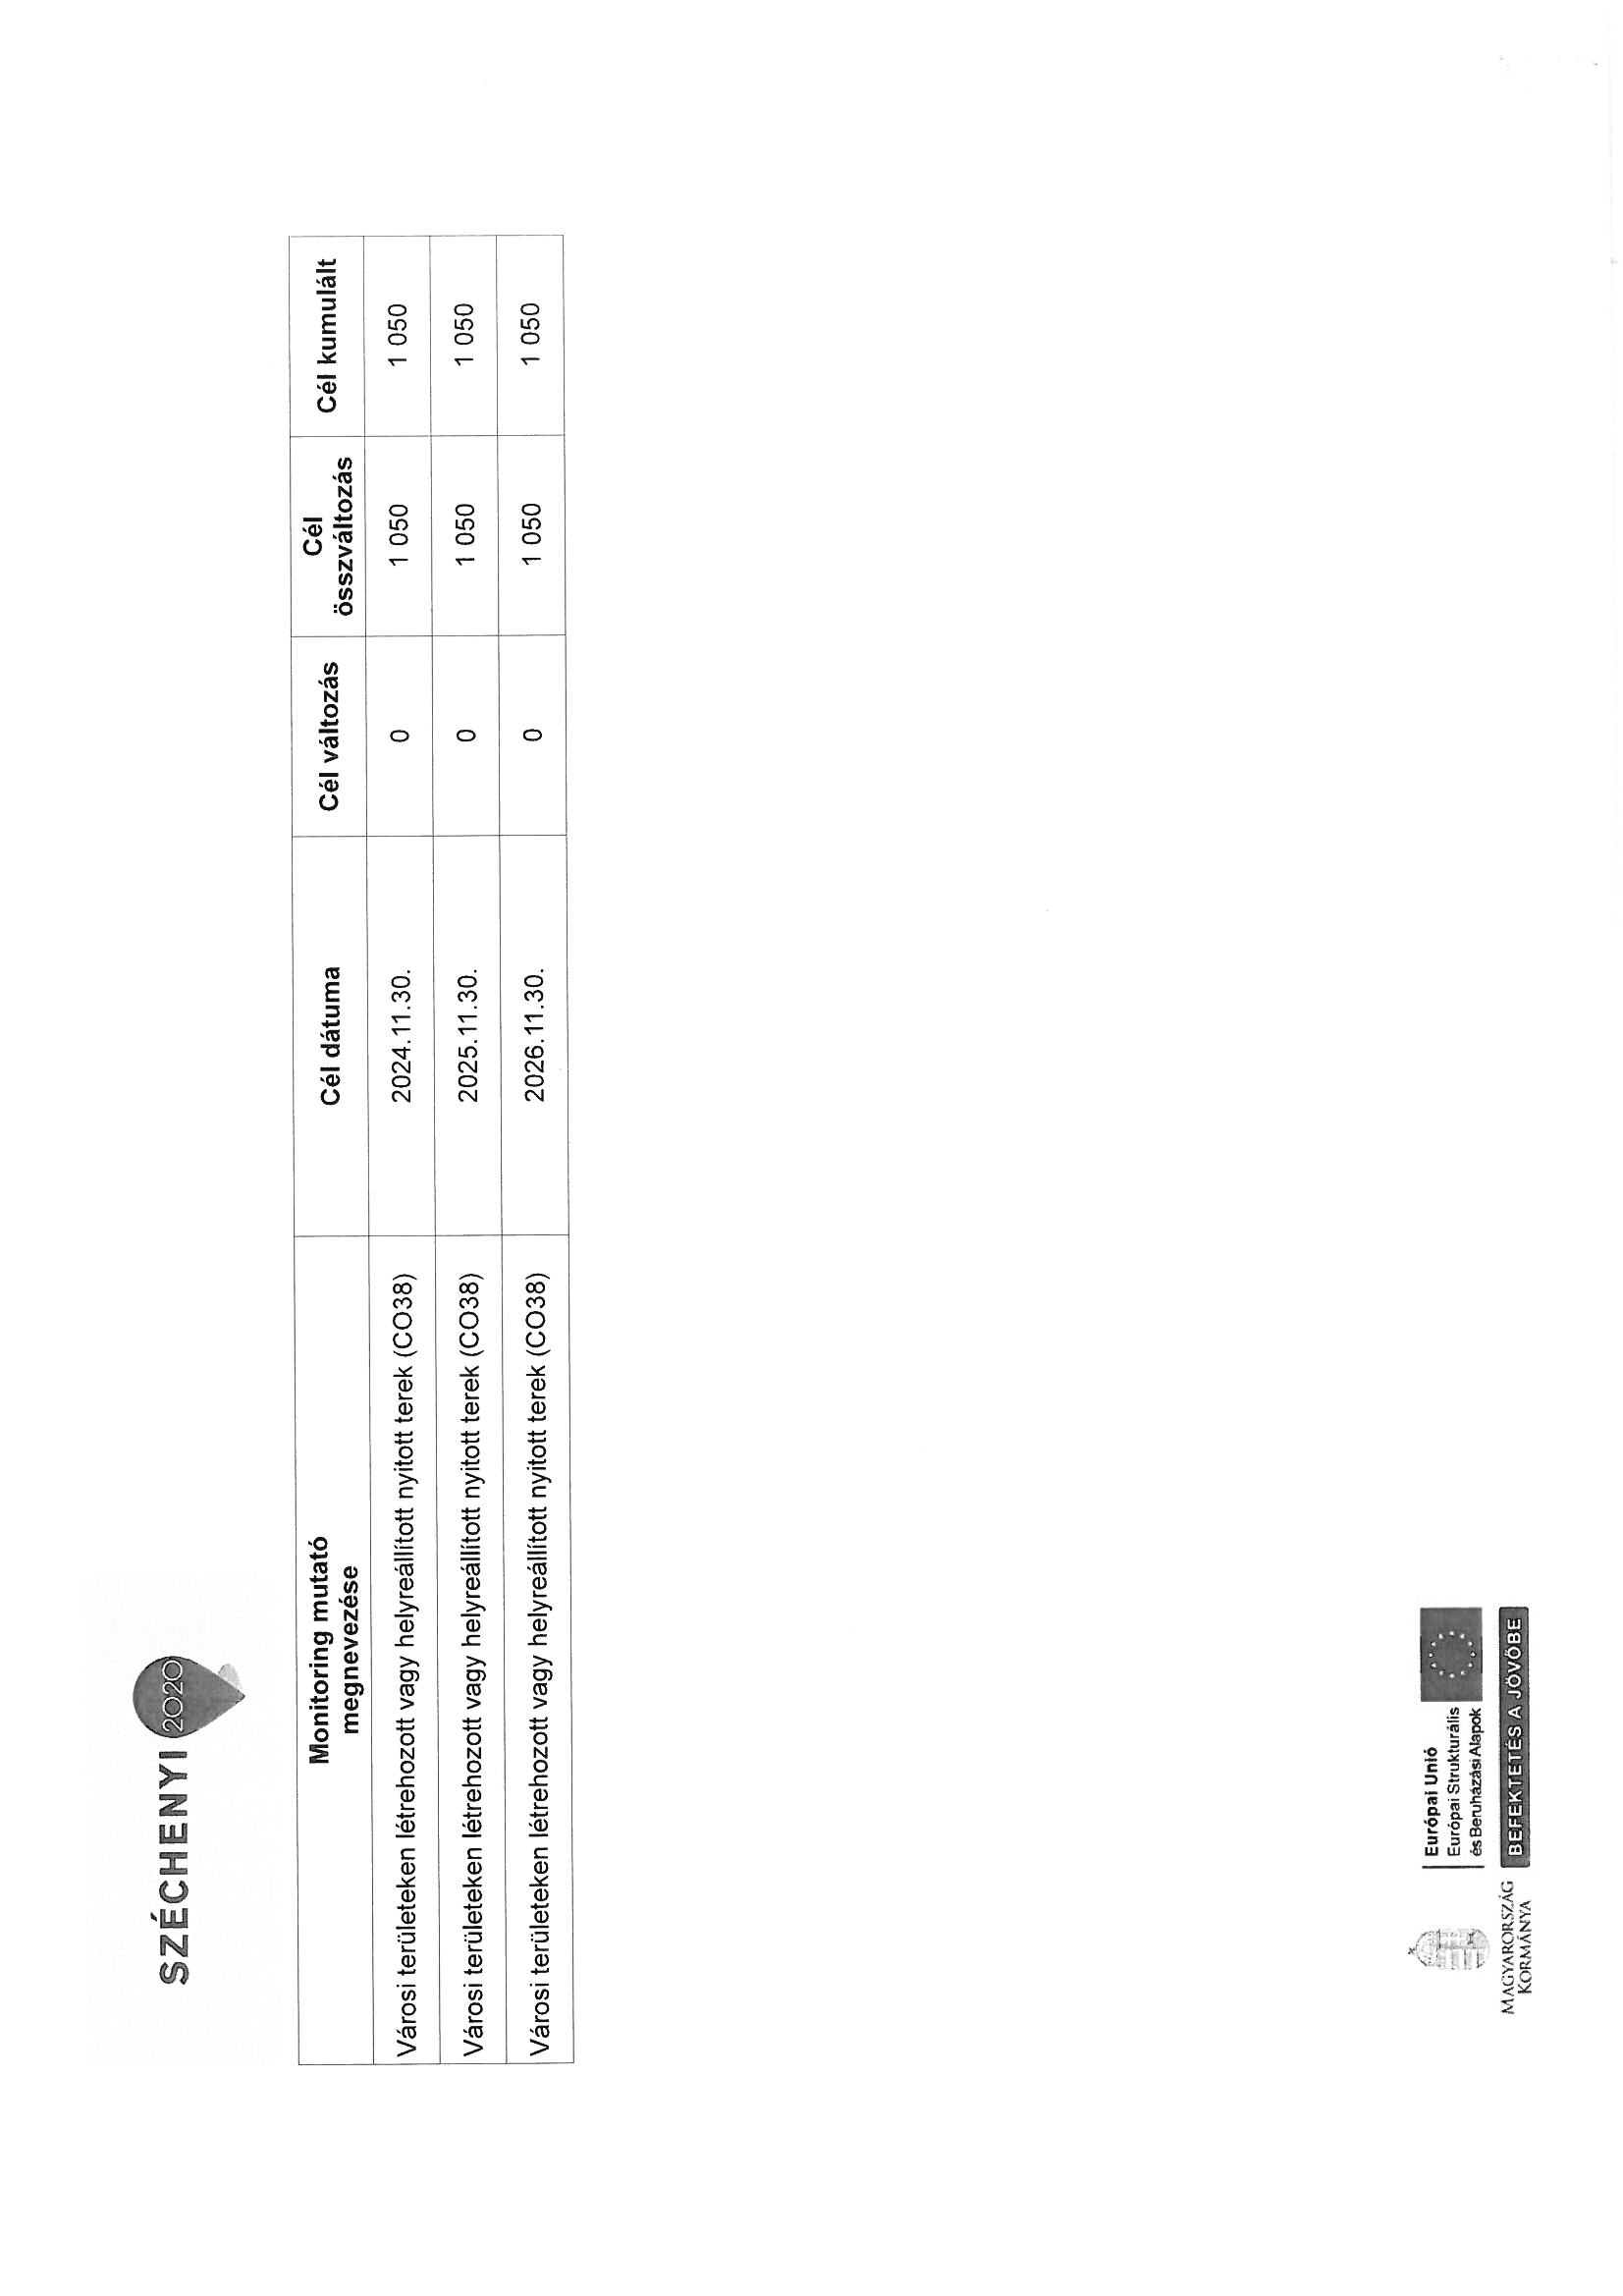 SZÉCHENYI 2020
Monitoring mutató megnevezése Cél dátuma Cél változás Cél összváltozás Cél kumulált
Városi területeken létrehozott vagy helyreállított nyitott terek (CO38) 2024.11.30. 0 1 050 1 050
Városi területeken létrehozott vagy helyreállított nyitott terek (CO38) 2025.11.30. 0 1 050 1 050
Városi területeken létrehozott vagy helyreállított nyitott terek (CO38) 2026.11.30. 0 1 050 1 050
Európai Unió
Európai Strukturális
és Beruházási Alapok
MAGYARORSZÁG
KORMÁNYA
BEFEKTETÉS A JÖVŐBE